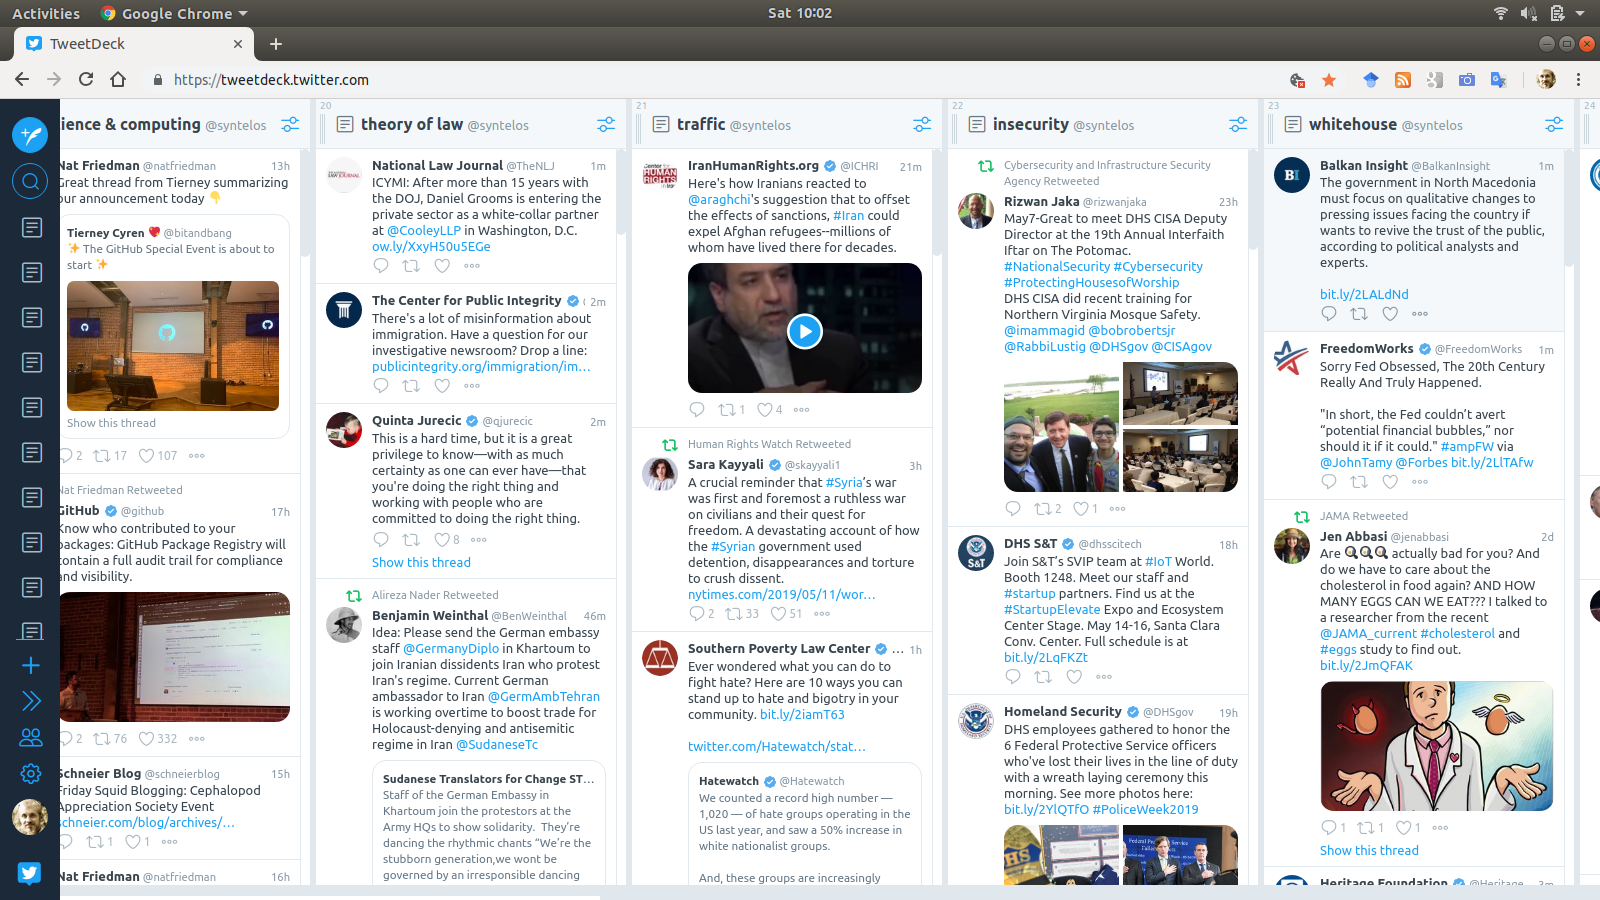 Activities
Google Chrome
Sat 10:02
TweetDeck
https://tweetdeck.twitter.com
ience & computing @syntelos
Nat Friedman @natfriedman 13h
Great thread from Tierney summarizing
our announcement today 👇
Tierney Cyren @bitandbang
✨ The GitHub Special Event is about to
start ✨
Show this thread
2 17 107
Nat Friedman Retweeted
GitHub @github 17h
Know who contributed to your
packages: GitHub Package Registry will
contain a full audit trail for compliance
and visibility.
2 76 332
Schneier Blog @schneierblog 15h
Friday Squid Blogging: Cephalopod
Appreciation Society Event
schneier.com/blog/archives/…
1 1
Nat Friedman @natfriedman 16h
20
theory of law @syntelos
National Law Journal @TheNLJ 1m
ICYMI: After more than 15 years with
the DOJ, Daniel Grooms is entering the
private sector as a white-collar partner
at @CooleyLLP in Washington, D.C.
ow.ly/XxyH50u5EGe
The Center for Public Integrity 2m
There's a lot of misinformation about
immigration. Have a question for our
investigative newsroom? Drop a line:
publicintegrity.org/immigration/im…
Quinta Jurecic @qjurecic 2m
This is a hard time, but it is a great
privilege to know—with as much
certainty as one can ever have—that
you're doing the right thing and
working with people who are
committed to doing the right thing.
8
Show this thread
Alireza Nader Retweeted
Benjamin Weinthal @BenWeinthal 46m
Idea: Please send the German embassy
staff @GermanyDiplo in Khartoum to
join Iranian dissidents Iran who protest
Iran's regime. Current German
ambassador to Iran @GermAmbTehran
is working overtime to boost trade for
Holocaust-denying and antisemitic
regime in Iran @SudaneseTc
Sudanese Translators for Change ST...
Staff of the German Embassy in
Khartoum join the protestors at the
Army HQs to show solidarity. They're
dancing the rhythmic chants “We're the
stubborn generation,we wont be
governed by an irresponsible dancing
21
traffic @syntelos
Center for
HUMAN
RIGHTS
IranHumanRights.org @ICHRI 21m
Here's how Iranians reacted to
@araghchi's suggestion that to offset
the effects of sanctions, #Iran could
expel Afghan refugees--millions of
whom have lived there for decades.
1 4
Human Rights Watch Retweeted
Sara Kayyali @skayyali1 3h
A crucial reminder that #Syria's war
was first and foremost a ruthless war
on civilians and their quest for
freedom. A devastating account of how
the #Syrian government used
detention, disappearances and torture
to crush dissent.
nytimes.com/2019/05/11/wor…
2 33 51
Southern Poverty Law Center ... 1h
Ever wondered what you can do to
fight hate? Here are 10 ways you can
stand up to hate and bigotry in your
community. bit.ly/2iamT63
twitter.com/Hatewatch/stat…
Hatewatch @Hatewatch
We counted a record high number —
1,020 — of hate groups operating in the
US last year, and saw a 50% increase in
white nationalist groups.
And, these groups are increasingly
22
insecurity @syntelos
Cybersecurity and Infrastructure Security
Agency Retweeted
Rizwan Jaka @rizwanjaka 23h
May7-Great to meet DHS CISA Deputy
Director at the 19th Annual Interfaith
Iftar on The Potomac.
#NationalSecurity #Cybersecurity
#ProtectingHousesofWorship
DHS CISA did recent training for
Northern Virginia Mosque Safety.
@imammagid @bobrobertsjr
@RabbiLustig @DHSgov @CISAgov
2 1
S&T
DHS S&T @dhsscitech 18h
Join S&T's SVIP team at #IoT World.
Booth 1248. Meet our staff and
#startup partners. Find us at the
#StartupElevate Expo and Ecosystem
Center Stage. May 14-16, Santa Clara
Conv. Center. Full schedule is at
bit.ly/2LqFKZt
Homeland Security @DHSgov 19h
DHS employees gathered to honor the
6 Federal Protective Service officers
who've lost their lives in the line of duty
with a wreath laying ceremony this
morning. See more photos here:
bit.ly/2YlQTfO #PoliceWeek2019
23
whitehouse @syntelos
BI
Balkan Insight @BalkanInsight 1m
The government in North Macedonia
must focus on qualitative changes to
pressing issues facing the country if
wants to revive the trust of the public,
according to political analysts and
experts.
bit.ly/2LALdNd
FreedomWorks @FreedomWorks 1m
Sorry Fed Obsessed, The 20th Century
Really And Truly Happened.
"In short, the Fed couldn't avert
“potential financial bubbles,” nor
should it if it could." #ampFW via
@JohnTamy @Forbes bit.ly/2LlTAfw
JAMA Retweeted
Jen Abbasi @jenabbasi 2d
Are 🍳🍳🍳 actually bad for you? And
do we have to care about the
cholesterol in food again? AND HOW
MANY EGGS CAN WE EAT??? I talked to
a researcher from the recent
@JAMA_current #cholesterol and
#eggs study to find out.
bit.ly/2JmQFAK
1 1 1
Show this thread
Heritage Foundation @Heritage 3m
24